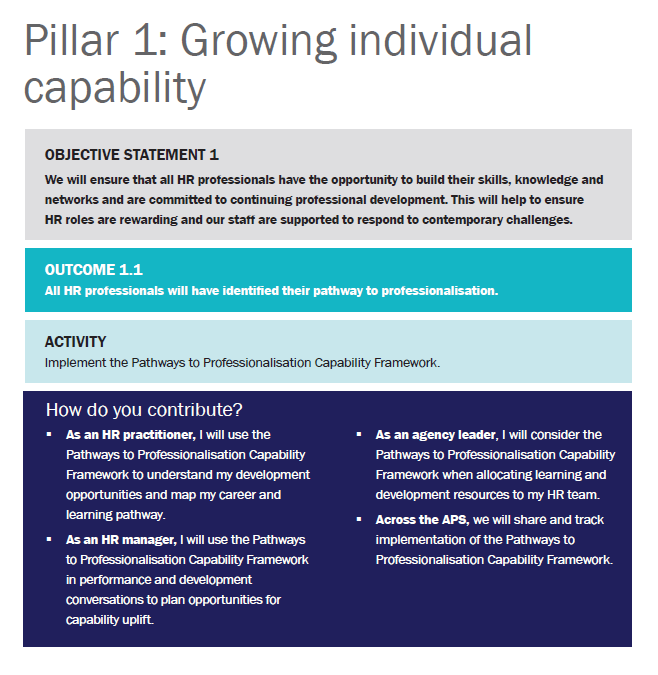 Pillar 1: Growing individual
capability
OBJECTIVE STATEMENT 1
We will ensure that all HR professionals have the opportunity to build their skills, knowledge and
networks and are committed to continuing professional development. This will help to ensure
HR roles are rewarding and our staff are supported to respond to contemporary challenges.
OUTCOME 1.1
All HR professionals will have identified their pathway to professionalisation.
ACTIVITY
Implement the Pathways to Professionalisation Capability Framework.
How do you contribute?
▪ As an HR practitioner, I will use the
Pathways to Professionalisation Capability
Framework to understand my development
opportunities and map my career and
learning pathway.
▪ As an HR manager, I will use the Pathways
to Professionalisation Capability Framework
in performance and development
conversations to plan opportunities for
capability uplift.
▪ As an agency leader, I will consider the
Pathways to Professionalisation Capability
Framework when allocating learning and
development resources to my HR team.
▪ Across the APS, we will share and track
implementation of the Pathways to
Professionalisation Capability Framework.